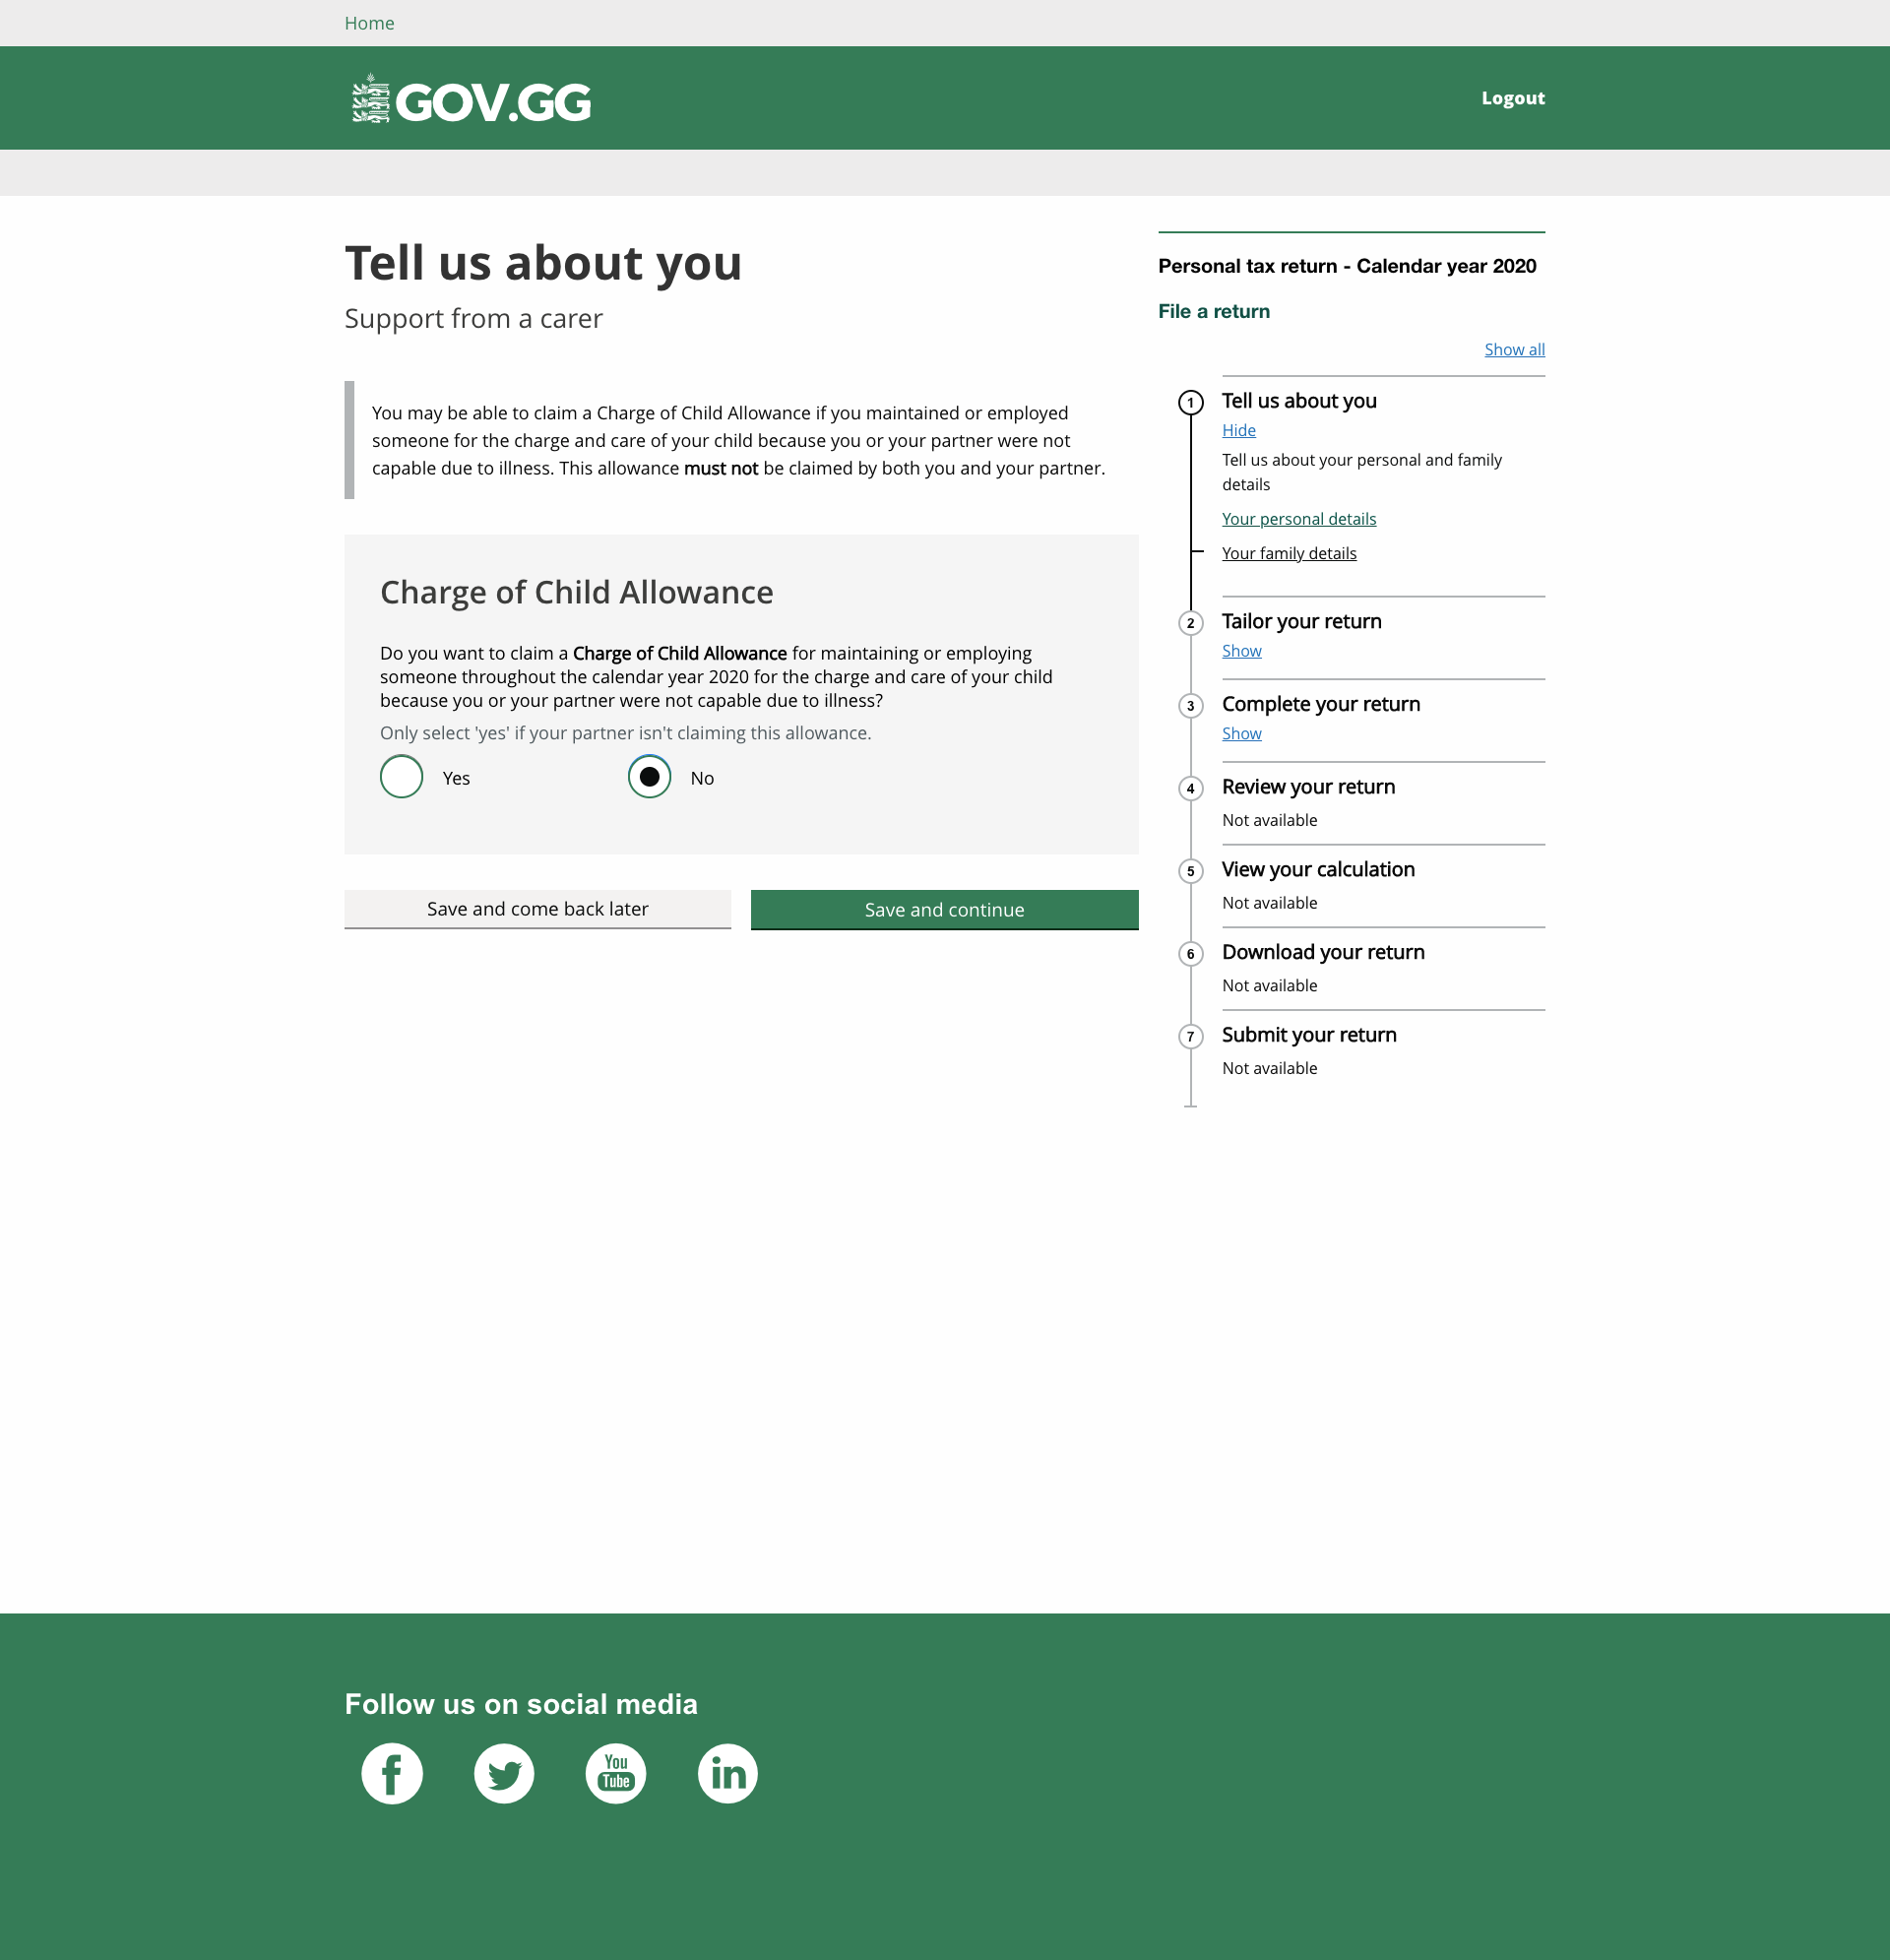 Home
GOV.GG
Logout
Tell us about you
Support from a carer
You may be able to claim a Charge of Child Allowance if you maintained or employed
someone for the charge and care of your child because you or your partner were not
capable due to illness. This allowance must not be claimed by both you and your partner.
Charge of Child Allowance
Do you want to claim a Charge of Child Allowance for maintaining or employing
someone throughout the calendar year 2020 for the charge and care of your child
because you or your partner were not capable due to illness?
Only select 'yes' if your partner isn't claiming this allowance.
Yes
No
Save and come back later
Save and continue
Personal tax return - Calendar year 2020
File a return
Show all
1
Tell us about you
Hide
Tell us about your personal and family
details
Your personal details
Your family details
2
Tailor your return
Show
3
Complete your return
Show
4
Review your return
Not available
5
View your calculation
Not available
6
Download your return
Not available
7
Submit your return
Not available
Follow us on social media
f
You
Tube
in